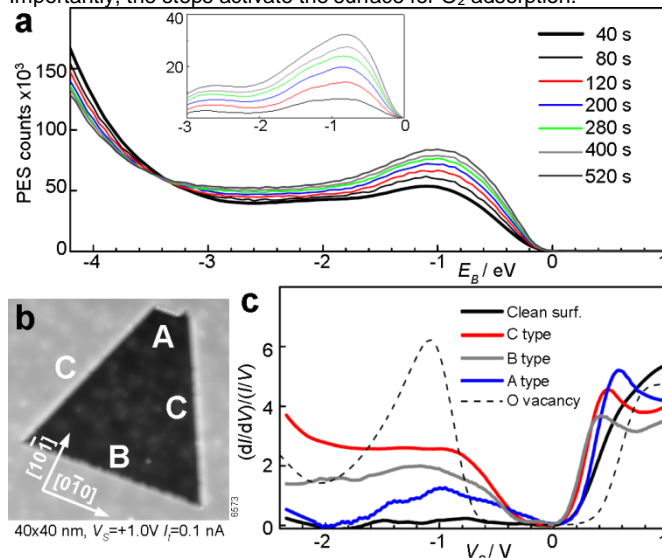 importantly, the steps activate the surface for O₂ adsorption.
a
40
20
-3 -2 -1 0
40 s
80 s
120 s
200 s
280 s
400 s
520 s
PES counts x10³
150
100
50
0
-4 -3 -2 -1 0 1
E_B / eV
b
A
C
C
B
[101̄]
[01̄0]
6573
40x40 nm, V_S=+1.0V I_t=0.1 nA
c
Clean surf.
C type
B type
A type
O vacancy
(dI/dV)/(I/V)
6
4
2
0
-2 -1 0